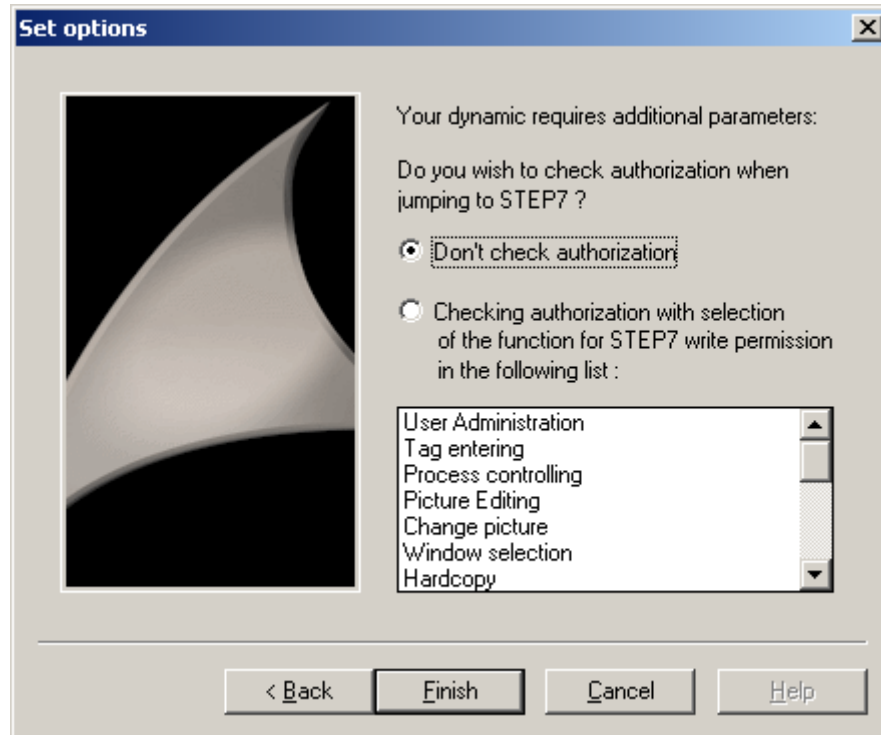 Set options
Your dynamic requires additional parameters:
Do you wish to check authorization when
jumping to STEP7 ?
Don't check authorization
Checking authorization with selection
of the function for STEP7 write permission
in the following list :
User Administration
Tag entering
Process controlling
Picture Editing
Change picture
Window selection
Hardcopy
< Back
Finish
Cancel
Help